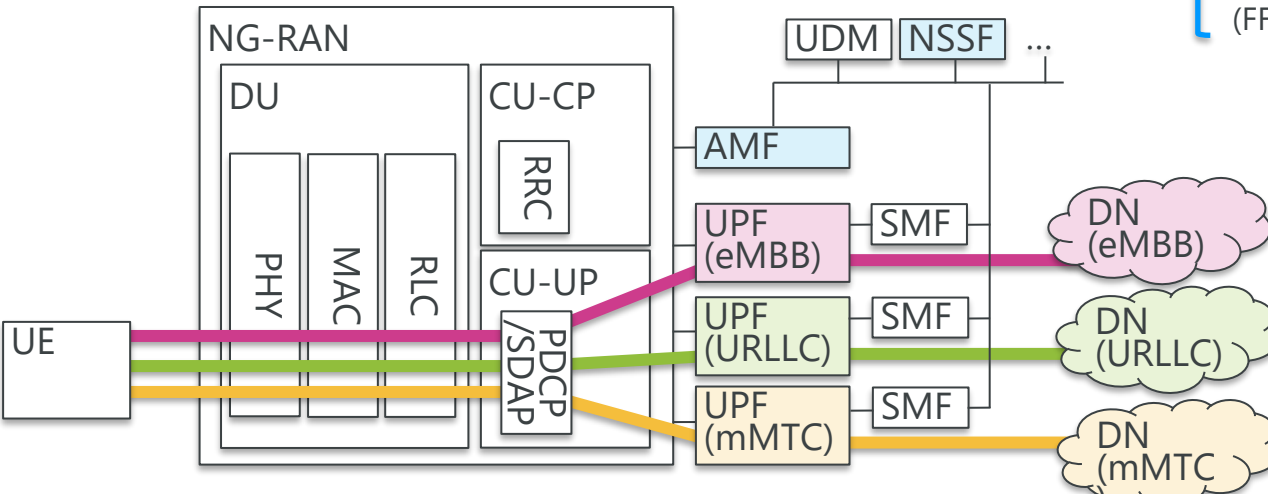 (FF
NG-RAN
UDM
NSSF
...
DU
CU-CP
AMF
RRC
UPF
(eMBB)
SMF
DN
(eMBB)
PHY
MAC
RLC
CU-UP
UE
PDCP
/SDAP
UPF
(URLLC)
SMF
DN
(URLLC)
UPF
(mMTC)
SMF
DN
(mMTC
)